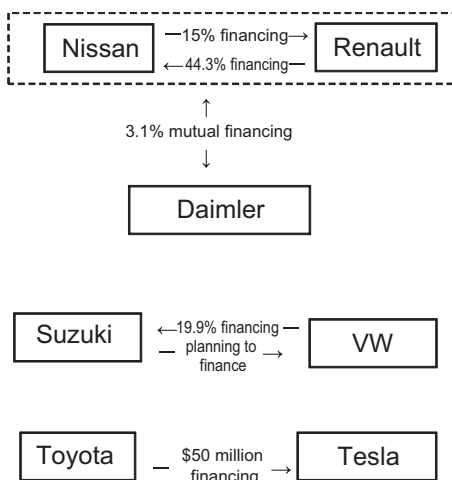 Nissan —15% financing→ Renault
←44.3% financing—
↑
3.1% mutual financing
↓
Daimler
Suzuki ←19.9% financing — VW
— planning to →
finance
Toyota — $50 million → Tesla
financing